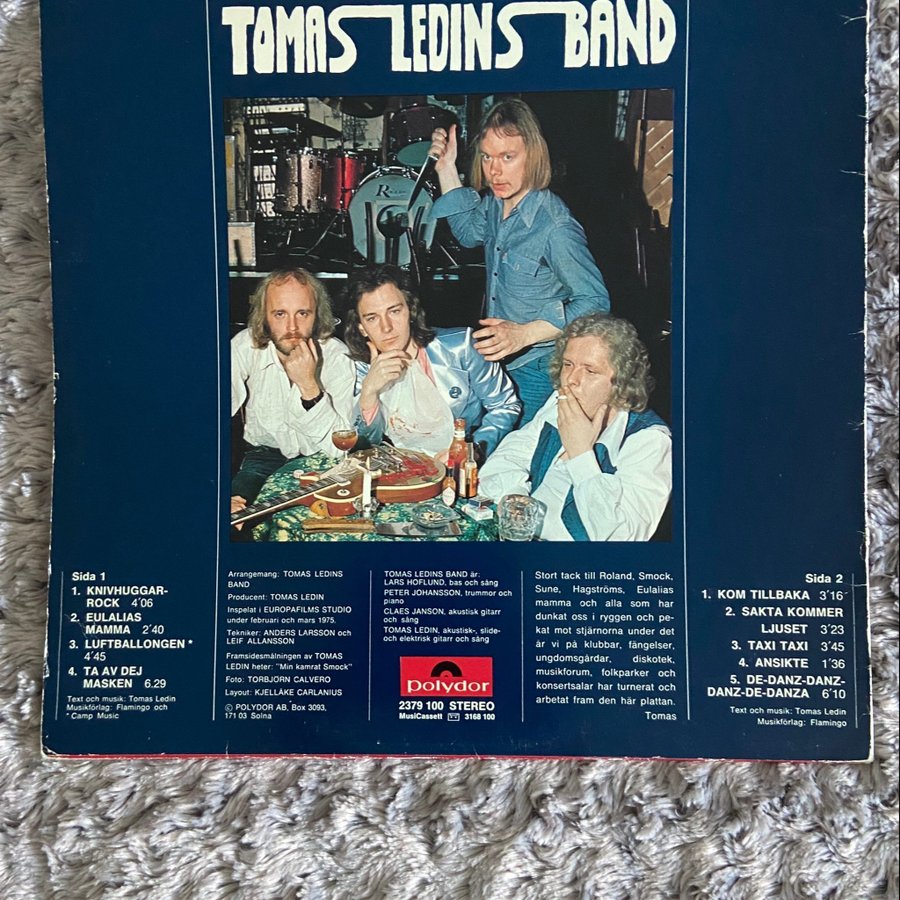 TOMAS LEDINS BAND
Sida 1
1. KNIVHUGGAR-
ROCK 4´06
2. EULALIAS
MAMMA 2´40
3. LUFTBALLONGEN *
4´45
4. TA AV DEJ
MASKEN 6.29
Text och musik: Tomas Ledin
Musikförlag: Flamingo och
* Camp Music
Arrangemang: TOMAS LEDINS
BAND
Producent: TOMAS LEDIN
Inspelat i EUROPAFILMS STUDIO
under februari och mars 1975.
Tekniker: ANDERS LARSSON och
LEIF ALLANSSON
Framsidesmålningen av TOMAS
LEDIN heter: "Min kamrat Smock"
Foto: TORBJÖRN CALVERO
Layout: KJELLÅKE CARLANIUS
© POLYDOR AB, Box 3093,
171 03 Solna
TOMAS LEDINS BAND är:
LARS HOFLUND, bas och sång
PETER JOHANSSON, trummor och
piano
CLAES JANSON, akustisk gitarr
och sång
TOMAS LEDIN, akustisk-, slide-
och elektrisk gitarr och sång
polydor
2379 100 STEREO
MusiCassett 3168 100
Stort tack till Roland, Smock,
Sune, Hagströms, Eulalias
mamma och alla som har
dunkat oss i ryggen och pe-
kat mot stjärnorna under det
är vi på klubbar, fängelser,
ungdomsgårdar, diskotek,
musikforum, folkparker och
konsertsalar har turnerat och
arbetat fram den här plattan.
Tomas
Sida 2
1. KOM TILLBAKA 3´16
2. SAKTA KOMMER
LJUSET 3´23
3. TAXI TAXI 3´45
4. ANSIKTE 1´36
5. DE-DANZ-DANZ-
DANZ-DE-DANZA 6´10
Text och musik: Tomas Ledin
Musikförlag: Flamingo